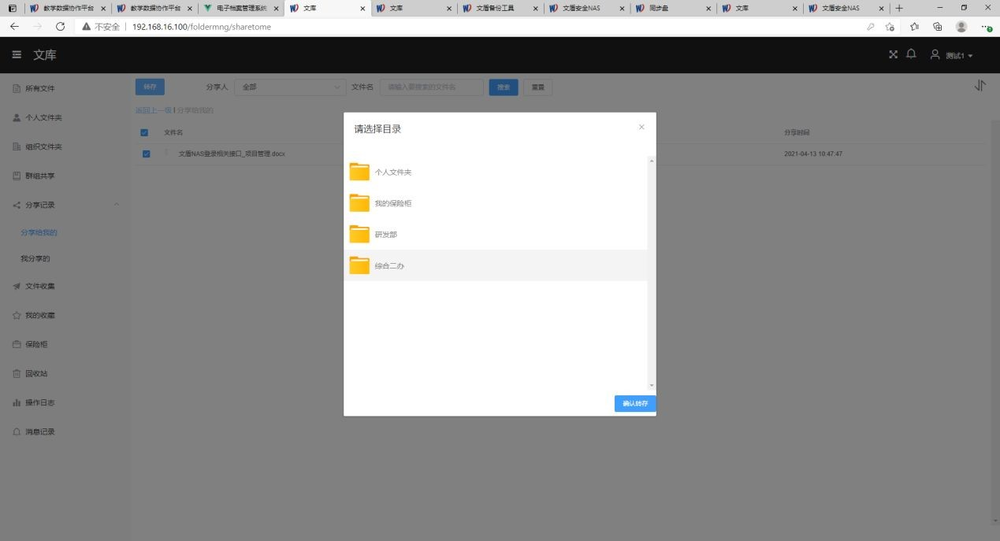 教学数据协作平台
教学数据协作平台
电子档案管理系统
文库
文库
文盾备份工具
文盾安全NAS
同步盘
文库
文盾安全NAS
不安全 192.168.16.100/foldermng/sharetome
文库
测试1
所有文件
个人文件夹
组织文件夹
群组共享
分享记录
分享给我的
我分享的
文件收集
我的收藏
保险柜
回收站
操作日志
消息记录
转存 分享人 全部 文件名 请输入要搜索的文件名 搜索 重置
返回上一级 | 分享给我的
文件名 分享时间
文盾NAS登录相关接口_项目管理.docx 2021-04-13 10:47:47
请选择目录
个人文件夹
我的保险柜
研发部
综合二办
确认转存